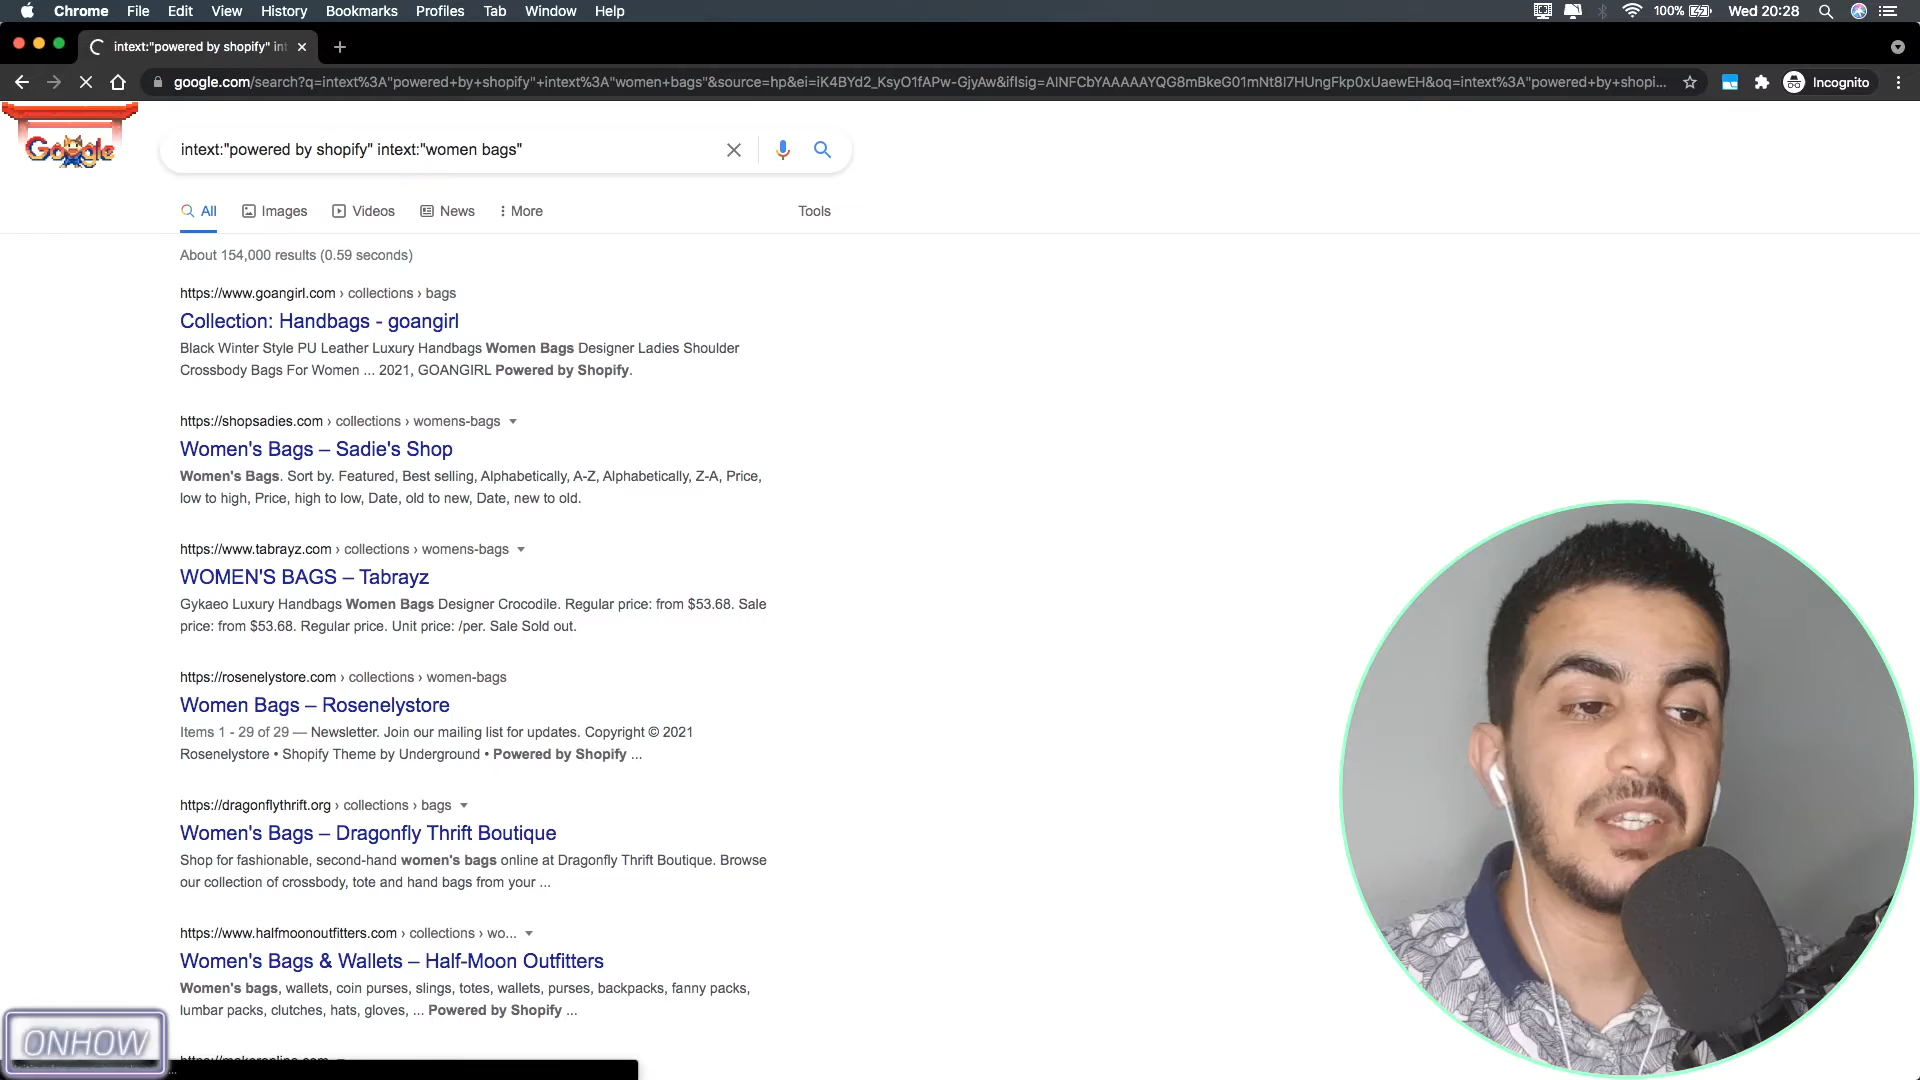 Chrome File Edit View History Bookmarks Profiles Tab Window Help
100% Wed 20:28
intext:"powered by shopify" int
google.com/search?q=intext%3A"powered+by+shopify"+intext%3A"women+bags"&source=hp&ei=iK4BYd2_KsyO1fAPw-GjyAw&iflsig=AINFCbYAAAAAYQG8mBkeG01mNt8I7HUngFkp0xUaewEH&oq=intext%3A"powered+by+shopi...
Incognito
Google
intext:"powered by shopify" intext:"women bags"
All Images Videos News More Tools
About 154,000 results (0.59 seconds)
https://www.goangirl.com › collections › bags
Collection: Handbags - goangirl
Black Winter Style PU Leather Luxury Handbags Women Bags Designer Ladies Shoulder
Crossbody Bags For Women ... 2021, GOANGIRL Powered by Shopify.
https://shopsadies.com › collections › womens-bags
Women's Bags – Sadie's Shop
Women's Bags. Sort by. Featured, Best selling, Alphabetically, A-Z, Alphabetically, Z-A, Price,
low to high, Price, high to low, Date, old to new, Date, new to old.
https://www.tabrayz.com › collections › womens-bags
WOMEN'S BAGS – Tabrayz
Gykaeo Luxury Handbags Women Bags Designer Crocodile. Regular price: from $53.68. Sale
price: from $53.68. Regular price. Unit price: /per. Sale Sold out.
https://rosenelystore.com › collections › women-bags
Women Bags – Rosenelystore
Items 1 - 29 of 29 — Newsletter. Join our mailing list for updates. Copyright © 2021
Rosenelystore • Shopify Theme by Underground • Powered by Shopify ...
https://dragonflythrift.org › collections › bags
Women's Bags – Dragonfly Thrift Boutique
Shop for fashionable, second-hand women's bags online at Dragonfly Thrift Boutique. Browse
our collection of crossbody, tote and hand bags from your ...
https://www.halfmoonoutfitters.com › collections › wo...
Women's Bags & Wallets – Half-Moon Outfitters
Women's bags, wallets, coin purses, slings, totes, wallets, purses, backpacks, fanny packs,
lumbar packs, clutches, hats, gloves, ... Powered by Shopify ...
ONHOW